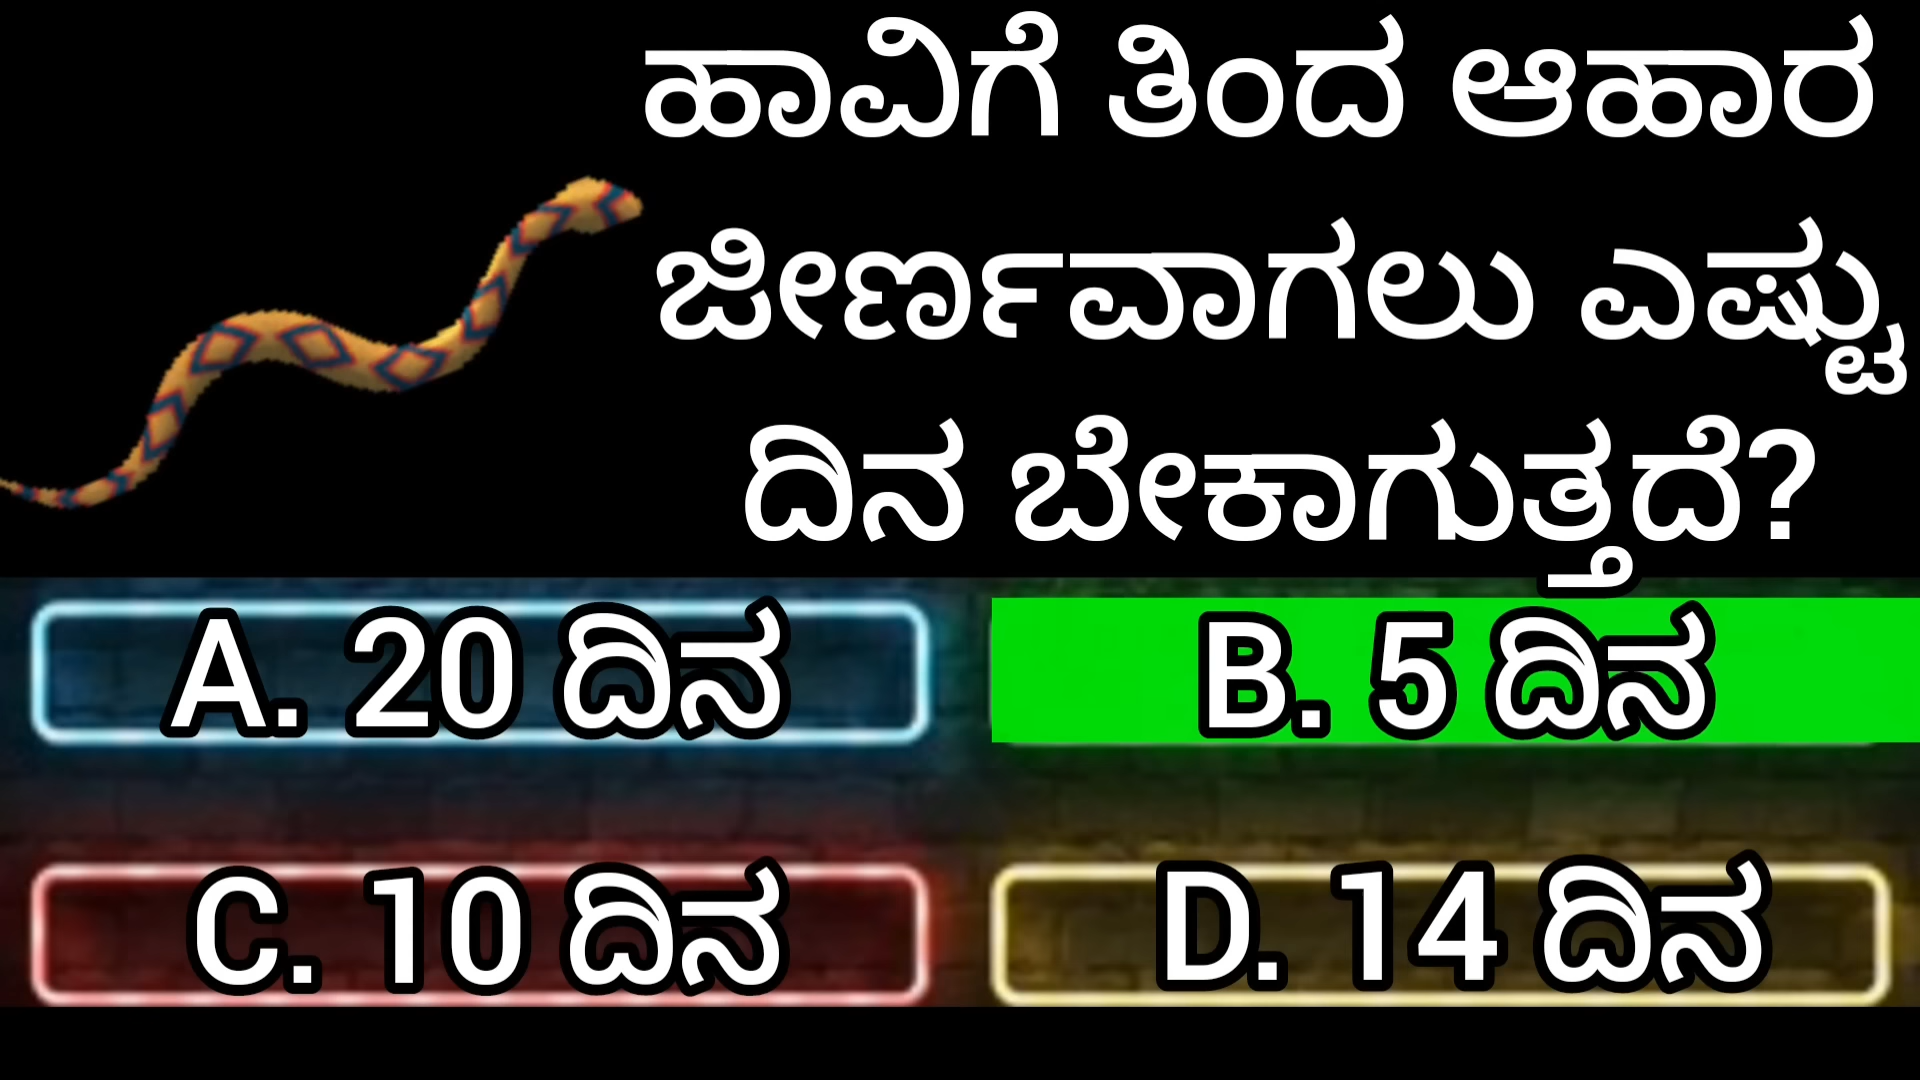 ಹಾವಿಗೆ ತಿಂದ ಆಹಾರ
ಜೀರ್ಣವಾಗಲು ಎಷ್ಟು
ದಿನ ಬೇಕಾಗುತ್ತದೆ?
A. 20 ದಿನ
B. 5 ದಿನ
C. 10 ದಿನ
D. 14 ದಿನ